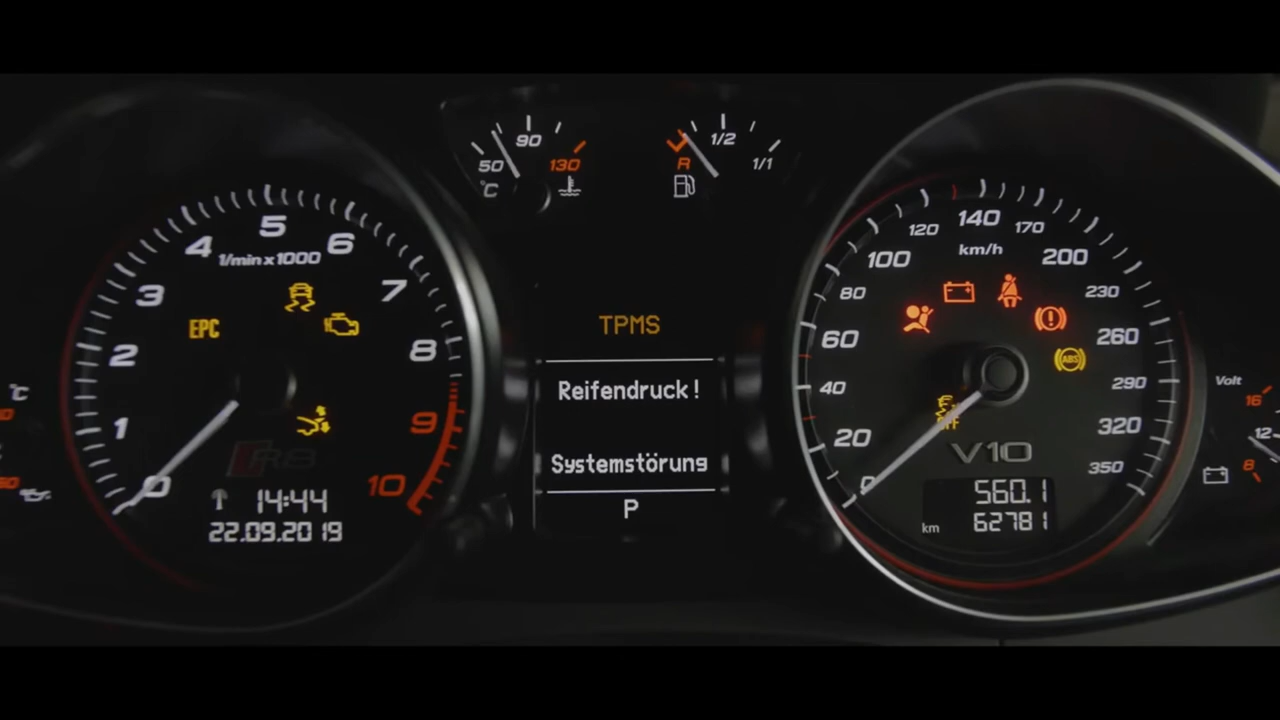 50 90 130
°C
R 1/2 1/1
0 1 2 3 4 5 6 7 8 9 10
1/min x 1000
EPC
R8
14:44
22.09.2019
TPMS
Reifendruck!
Systemstörung
P
0 20 40 60 80 100 120 140 170 200 230 260 290 320 350
km/h
ABS
OFF
V10
560.1
km 62781
°C
Volt
16
12
8